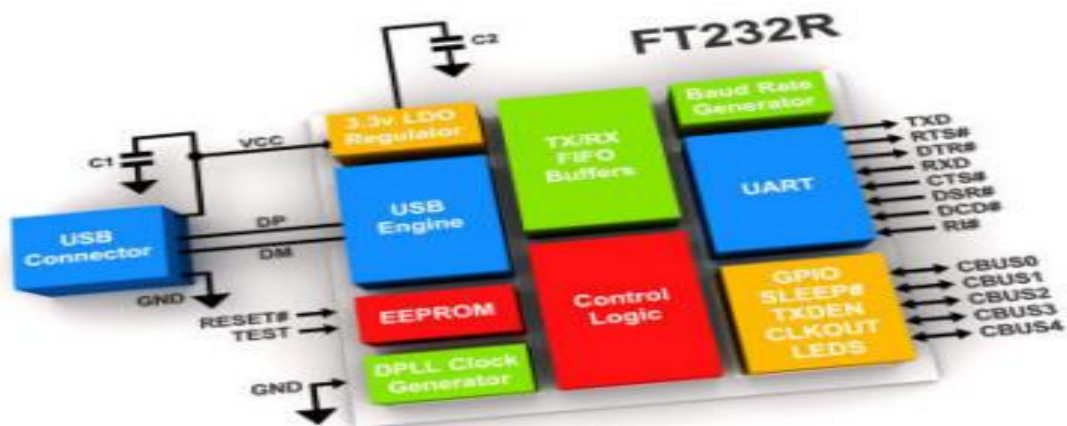 C2
FT232R
3.3v LDO
Regulator
TX/RX
FIFO
Buffers
Baud Rate
Generator
C1
VCC
USB
Connector
DP
DM
GND
USB
Engine
UART
TXD
RTS#
DTR#
RXD
CTS#
DSR#
DCD#
RI#
RESET#
TEST
EEPROM
Control
Logic
GPIO
SLEEP#
TXDEN
CLKOUT
LEDS
CBUS0
CBUS1
CBUS2
CBUS3
CBUS4
GND
DPLL Clock
Generator